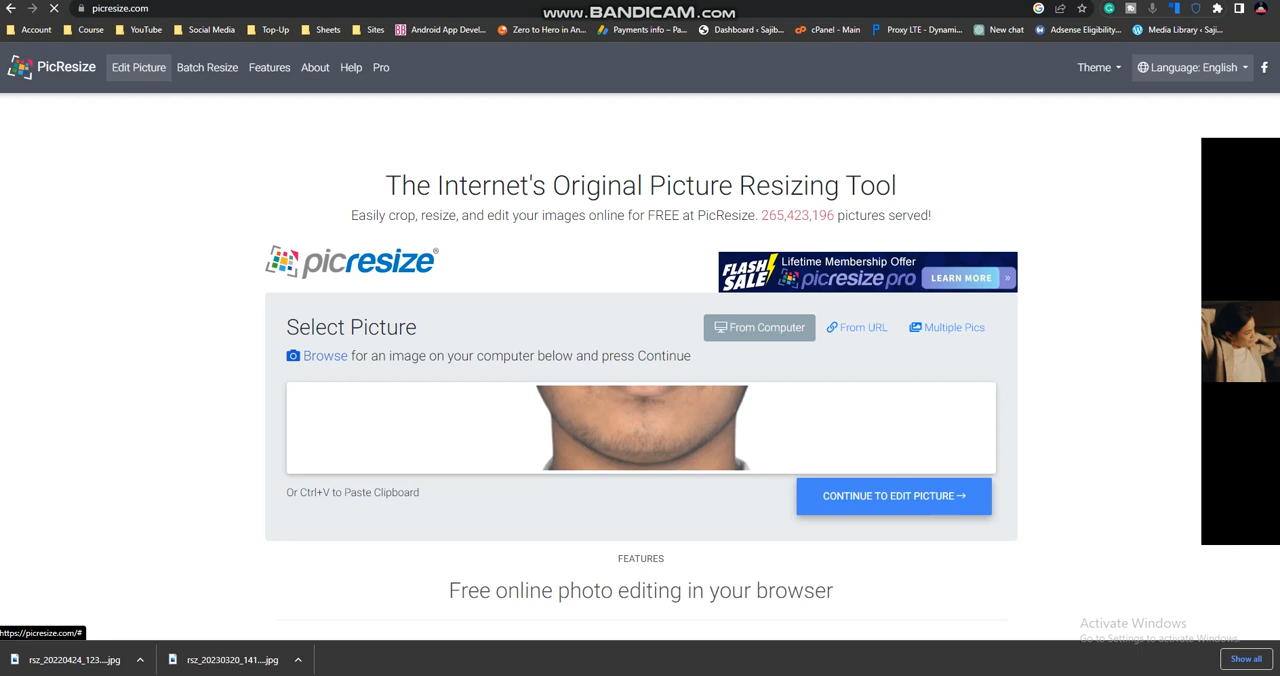 www.BANDICAM.com
picresize.com
Account Course YouTube Social Media Top-Up Sheets Sites Android App Devel... Zero to Hero in An... Payments info – Pa... Dashboard ‹ Sajib... cPanel - Main Proxy LTE - Dynami... New chat Adsense Eligibility... Media Library ‹ Saji...
PicResize Edit Picture Batch Resize Features About Help Pro Theme Language: English
The Internet's Original Picture Resizing Tool
Easily crop, resize, and edit your images online for FREE at PicResize. 265,423,196 pictures served!
picresize®
FLASH SALE
Lifetime Membership Offer
picresize pro
LEARN MORE »
Select Picture
From Computer From URL Multiple Pics
Browse for an image on your computer below and press Continue
Or Ctrl+V to Paste Clipboard
CONTINUE TO EDIT PICTURE →
FEATURES
Free online photo editing in your browser
Activate Windows
Go to Settings to activate Windows.
https://picresize.com/#
rsz_20220424_123....jpg rsz_20230320_141....jpg Show all